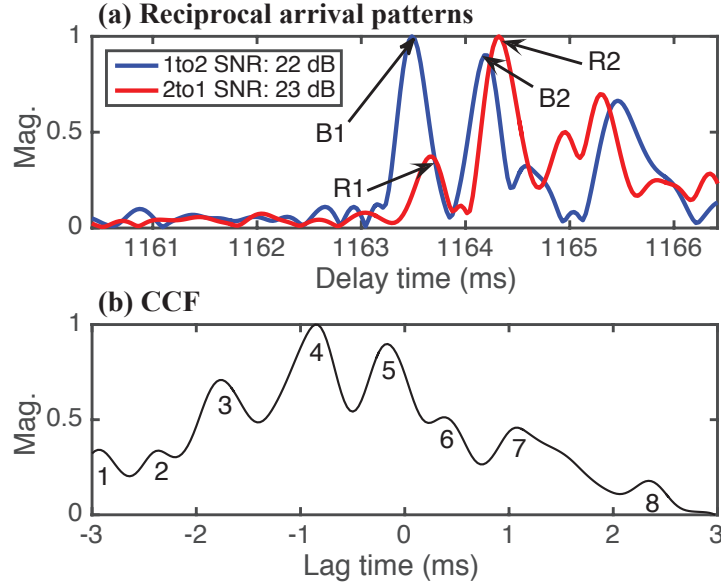 (a) Reciprocal arrival patterns
1
0.5
0
Mag.
1to2 SNR: 22 dB
2to1 SNR: 23 dB
B1
R1
R2
B2
1161 1162 1163 1164 1165 1166
Delay time (ms)
(b) CCF
1
0.5
0
Mag.
1
2
3
4
5
6
7
8
-3 -2 -1 0 1 2 3
Lag time (ms)